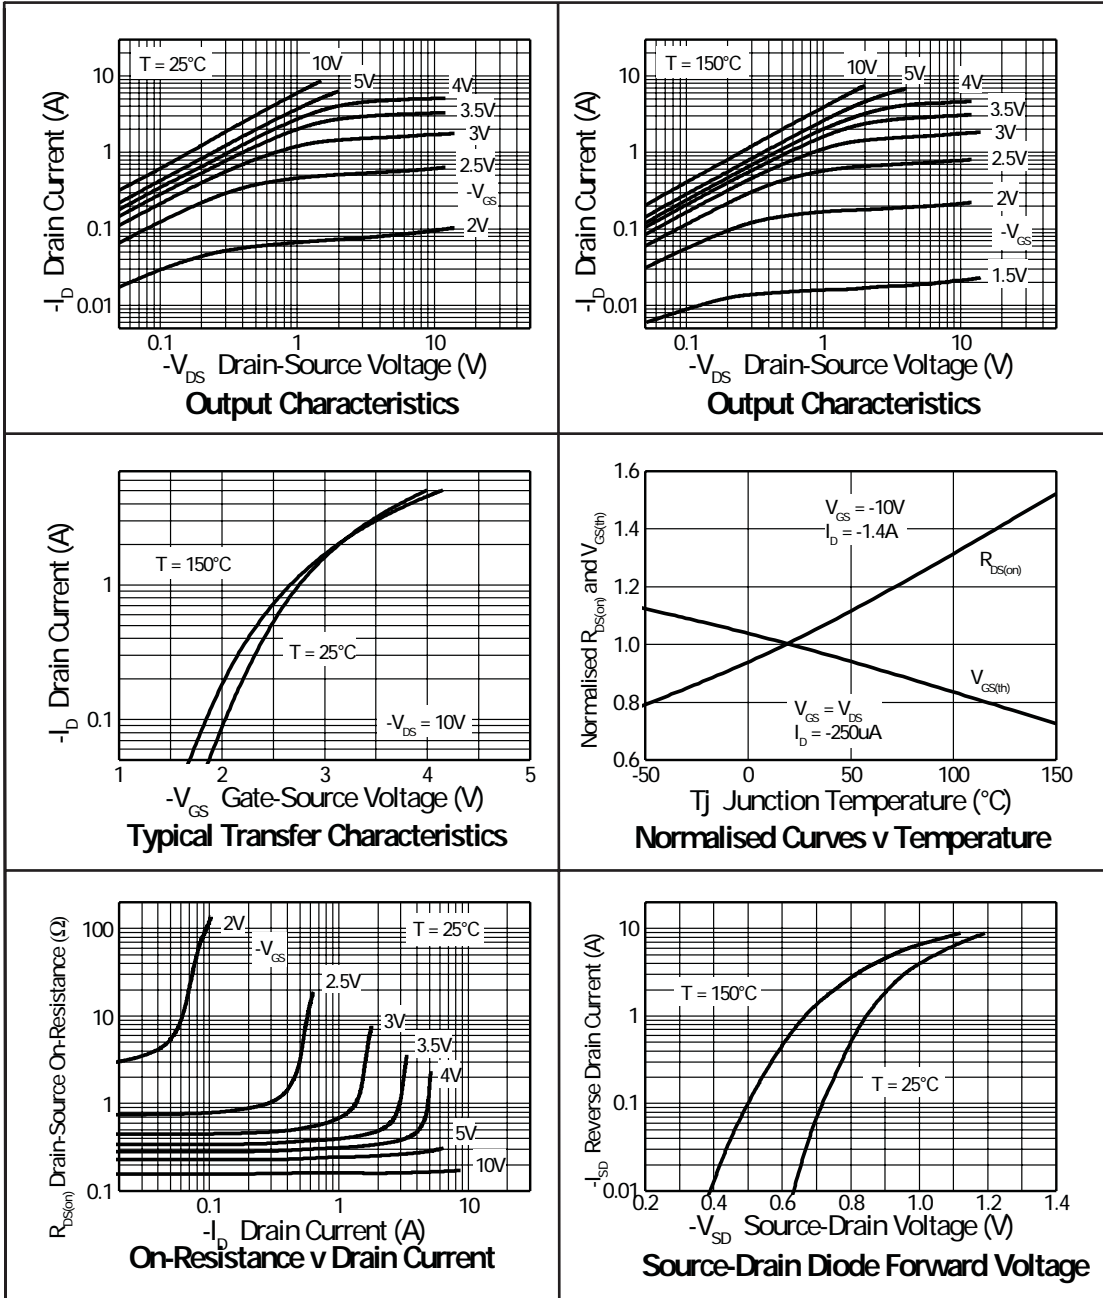 T = 25°C
10V
5V
4V
3.5V
3V
2.5V
-VGS
2V
10
1
0.1
0.01
-ID Drain Current (A)
0.1
1
10
-VDS Drain-Source Voltage (V)
Output Characteristics
T = 150°C
10V
5V
4V
3.5V
3V
2.5V
2V
-VGS
1.5V
10
1
0.1
0.01
-ID Drain Current (A)
0.1
1
10
-VDS Drain-Source Voltage (V)
Output Characteristics
T = 150°C
T = 25°C
-VDS = 10V
1
0.1
-ID Drain Current (A)
1
2
3
4
5
-VGS Gate-Source Voltage (V)
Typical Transfer Characteristics
1.6
1.4
1.2
1.0
0.8
0.6
Normalised RDS(on) and VGS(th)
VGS = -10V
ID = -1.4A
RDS(on)
VGS(th)
VGS = VDS
ID = -250uA
-50
0
50
100
150
Tj Junction Temperature (°C)
Normalised Curves v Temperature
2V
-VGS
T = 25°C
2.5V
3V
3.5V
4V
5V
10V
100
10
1
0.1
RDS(on) Drain-Source On-Resistance (Ω)
0.1
1
10
-ID Drain Current (A)
On-Resistance v Drain Current
10
1
0.1
0.01
-ISD Reverse Drain Current (A)
T = 150°C
T = 25°C
0.2
0.4
0.6
0.8
1.0
1.2
1.4
-VSD Source-Drain Voltage (V)
Source-Drain Diode Forward Voltage